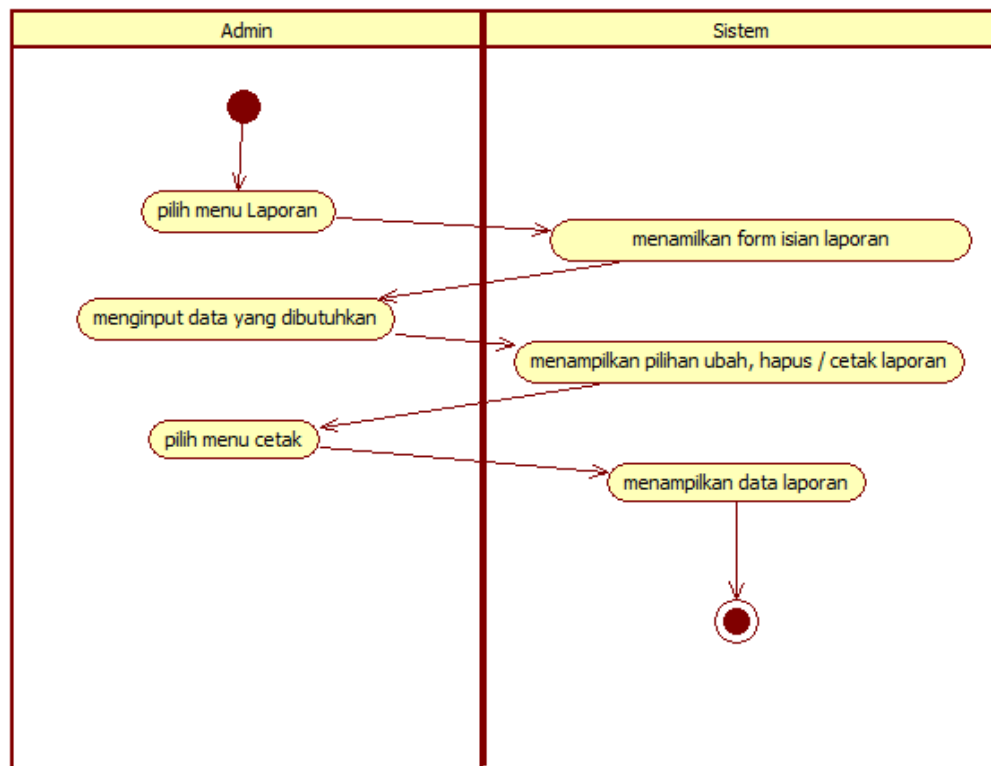 Admin
Sistem
pilih menu Laporan
menamilkan form isian laporan
menginput data yang dibutuhkan
menampilkan pilihan ubah, hapus / cetak laporan
pilih menu cetak
menampilkan data laporan